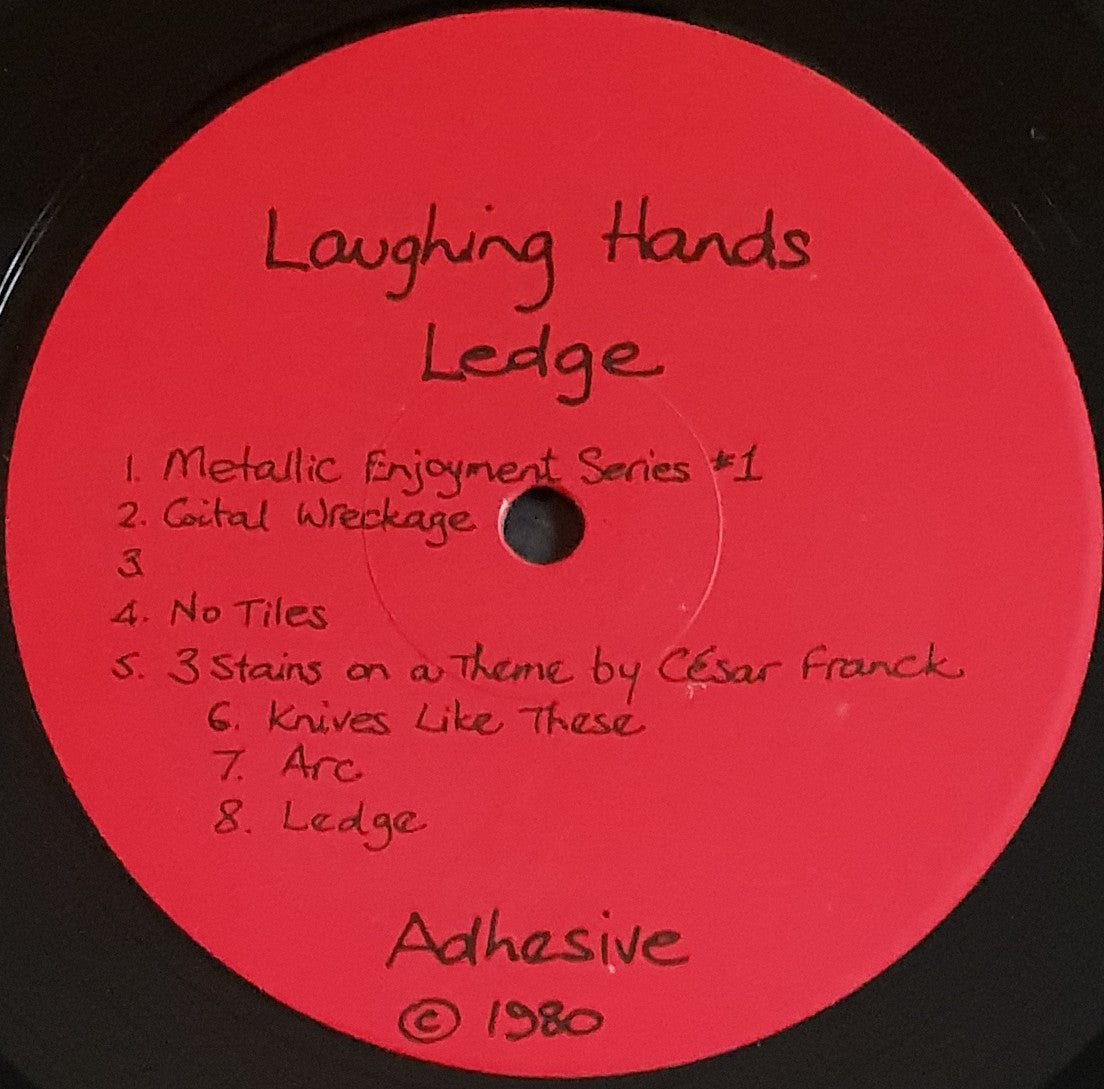 Laughing Hands
Ledge
1. Metallic Enjoyment Series #1
2. Coital Wreckage
3
4. No Tiles
5. 3 Stains on a Theme by César Franck
6. Knives Like These
7. Arc
8. Ledge
Adhesive
© 1980